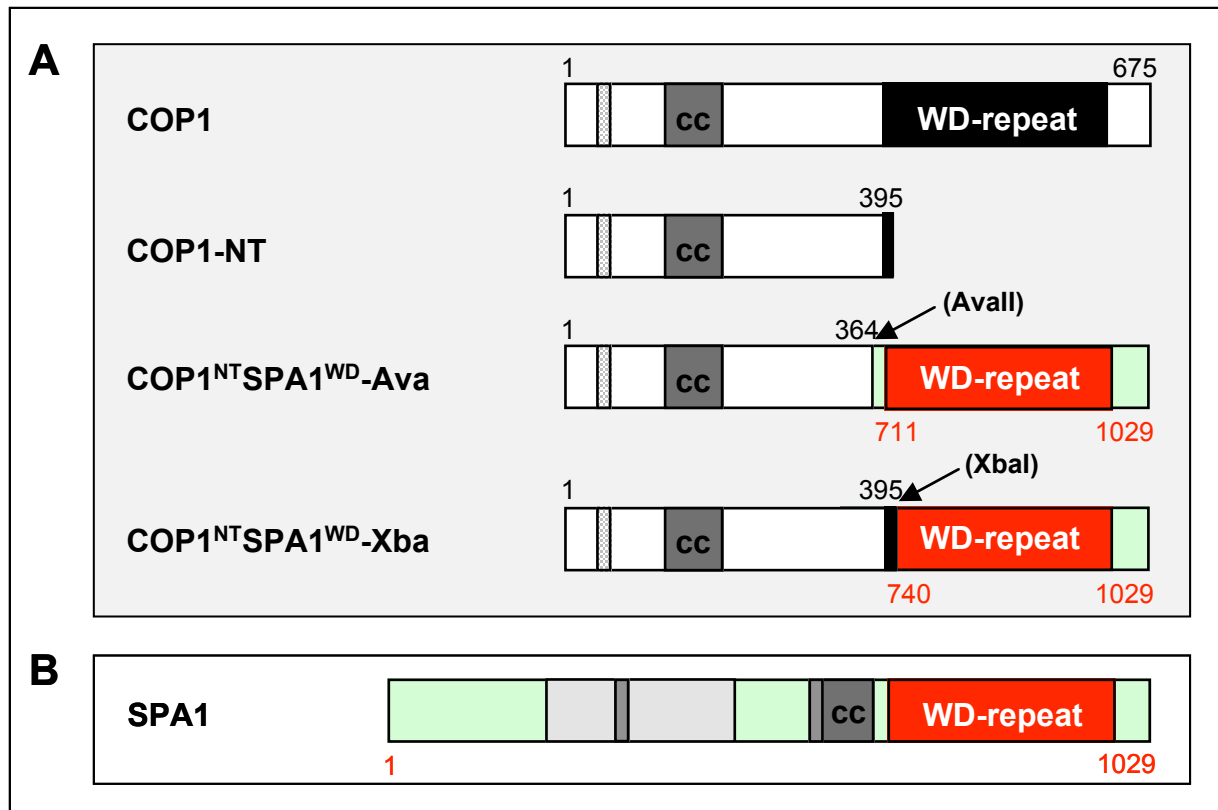 A
1 675
COP1 cc WD-repeat
1 395
COP1-NT cc
(AvaII)
1 364
COP1NTSPA1WD-Ava cc WD-repeat
711 1029
(XbaI)
1 395
COP1NTSPA1WD-Xba cc WD-repeat
740 1029
B
SPA1 cc WD-repeat
1 1029